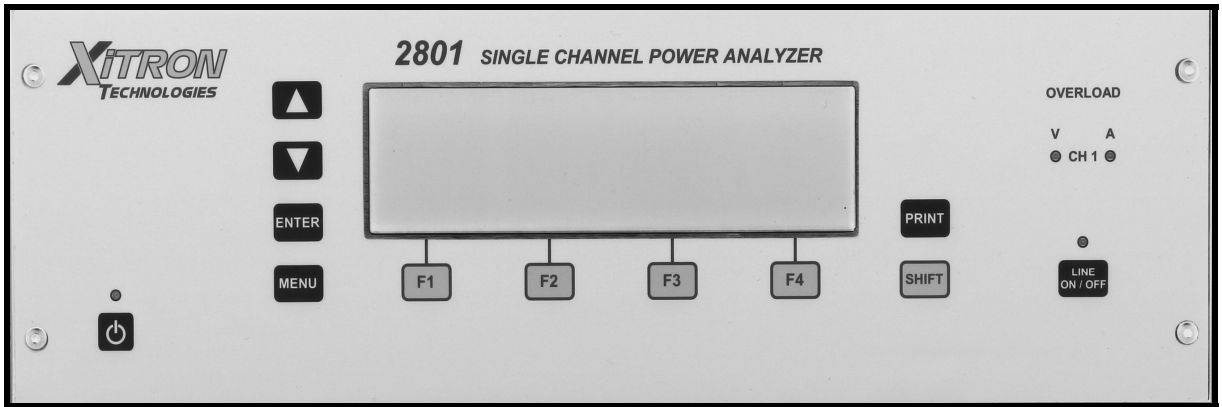 XiTRON
TECHNOLOGIES
2801 SINGLE CHANNEL POWER ANALYZER
OVERLOAD
V A
CH 1
ENTER
PRINT
MENU
F1
F2
F3
F4
SHIFT
LINE
ON / OFF